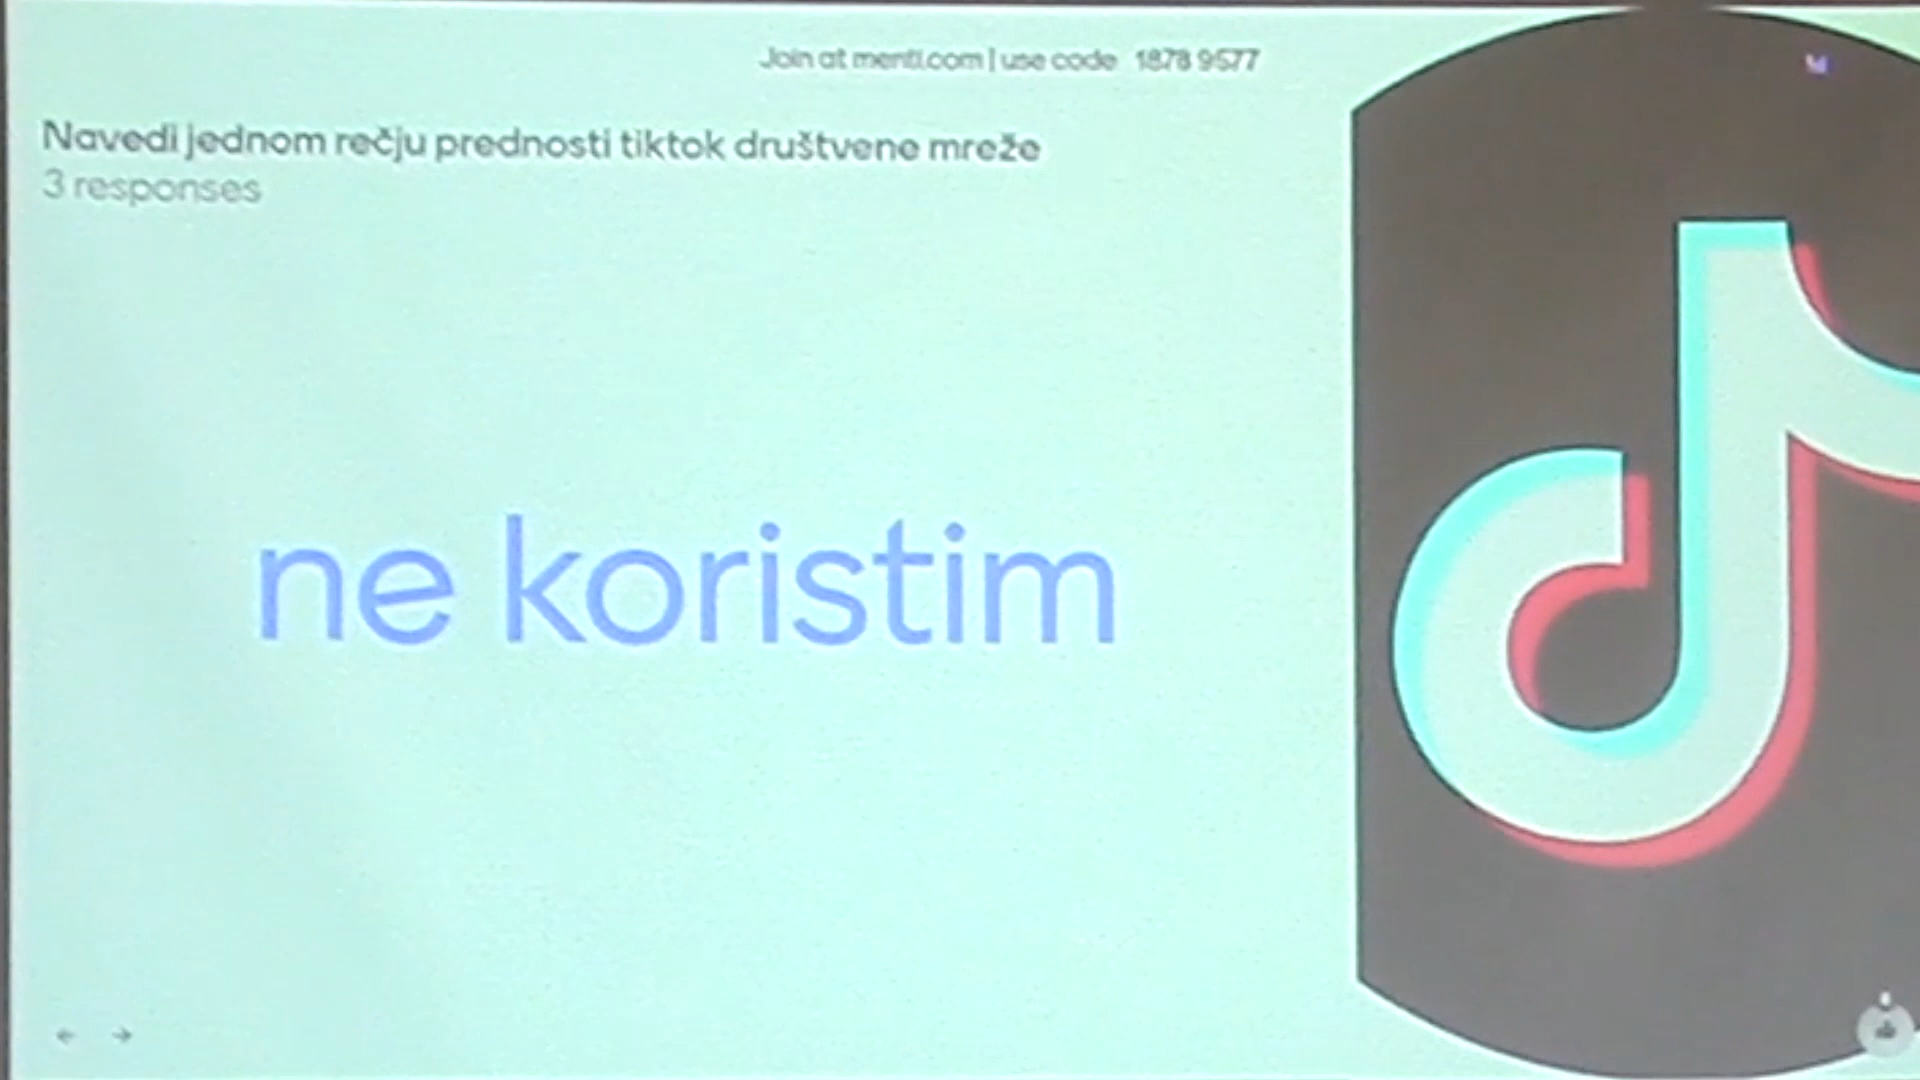 Join at menti.com | use code 1878 9577
Navedi jednom rečju prednosti tiktok društvene mreže
3 responses
ne koristim